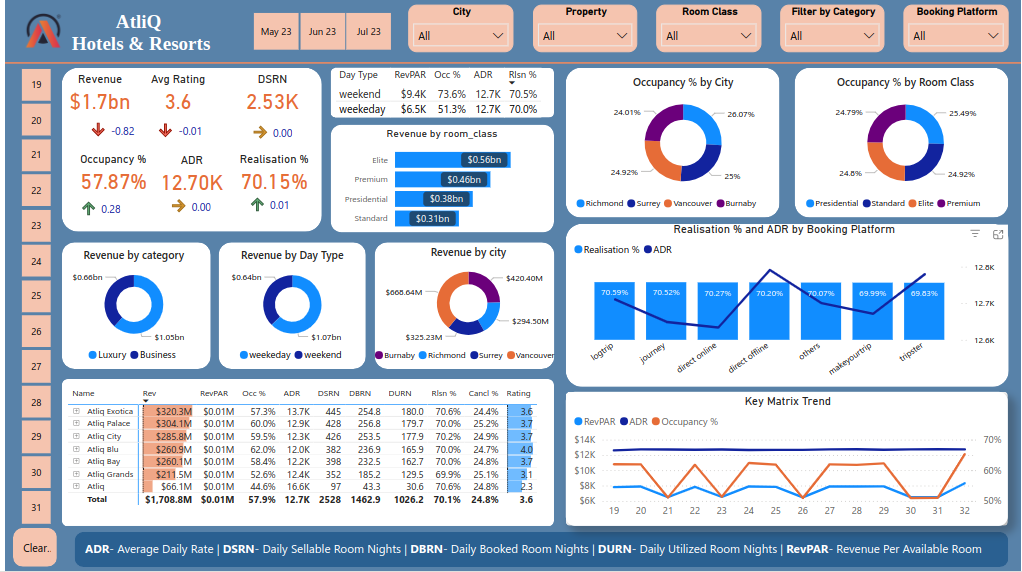 AtliQ
Hotels & Resorts
May 23
Jun 23
Jul 23
City
All
Property
All
Room Class
All
Filter by Category
All
Booking Platform
All
19
20
21
22
23
24
25
26
27
28
29
30
31
Clear..
Revenue
$1.7bn
-0.82
Avg Rating
3.6
-0.01
DSRN
2.53K
0.00
Occupancy %
57.87%
0.28
ADR
12.70K
0.00
Realisation %
70.15%
0.01
Day Type RevPAR Occ % ADR Rlsn %
weekend $9.4K 73.6% 12.7K 70.5%
weekeday $6.5K 51.3% 12.7K 70.0%
Revenue by room_class
Elite $0.56bn
Premium $0.46bn
Presidential $0.38bn
Standard $0.31bn
Occupancy % by City
24.01%
26.07%
24.92%
25%
Richmond Surrey Vancouver Burnaby
Occupancy % by Room Class
24.79%
25.49%
24.8%
24.92%
Presidential Standard Elite Premium
Revenue by category
$0.66bn
$1.05bn
Luxury Business
Revenue by Day Type
$0.64bn
$1.07bn
weekeday weekend
Revenue by city
$420.40M
$668.64M
$294.50M
$325.23M
Burnaby Richmond Surrey Vancouver
Realisation % and ADR by Booking Platform
Realisation % ADR
12.8K
12.7K
12.6K
70.59% 70.52% 70.27% 70.20% 70.07% 69.99% 69.83%
logtrip journey direct online direct offline others makeyourtrip tripster
Name Rev RevPAR Occ % ADR DSRN DBRN DURN Rlsn % Cancl % Rating
Atliq Exotica $320.3M $0.01M 57.3% 13.7K 445 254.8 180.0 70.6% 24.4% 3.6
Atliq Palace $304.1M $0.01M 60.0% 12.9K 428 256.8 179.7 70.0% 25.2% 3.7
Atliq City $285.8M $0.01M 59.5% 12.3K 426 253.5 177.9 70.2% 24.9% 3.7
Atliq Blu $260.9M $0.01M 62.0% 12.0K 382 236.9 165.9 70.0% 24.8% 4.0
Atliq Bay $260.1M $0.01M 58.4% 12.2K 398 232.5 162.7 70.0% 24.8% 3.7
Atliq Grands $211.5M $0.01M 52.6% 12.4K 352 185.2 129.5 69.9% 25.1% 3.1
Atliq $66.1M $0.01M 44.6% 16.6K 97 43.3 30.6 70.6% 24.8% 2.3
Total $1,708.8M $0.01M 57.9% 12.7K 2528 1462.9 1026.2 70.1% 24.8% 3.6
Key Matrix Trend
RevPAR ADR Occupancy %
$14K
$12K
$10K
$8K
$6K
70%
60%
50%
19 20 21 22 23 24 25 26 27 28 29 30 31 32
ADR- Average Daily Rate | DSRN- Daily Sellable Room Nights | DBRN- Daily Booked Room Nights | DURN- Daily Utilized Room Nights | RevPAR- Revenue Per Available Room